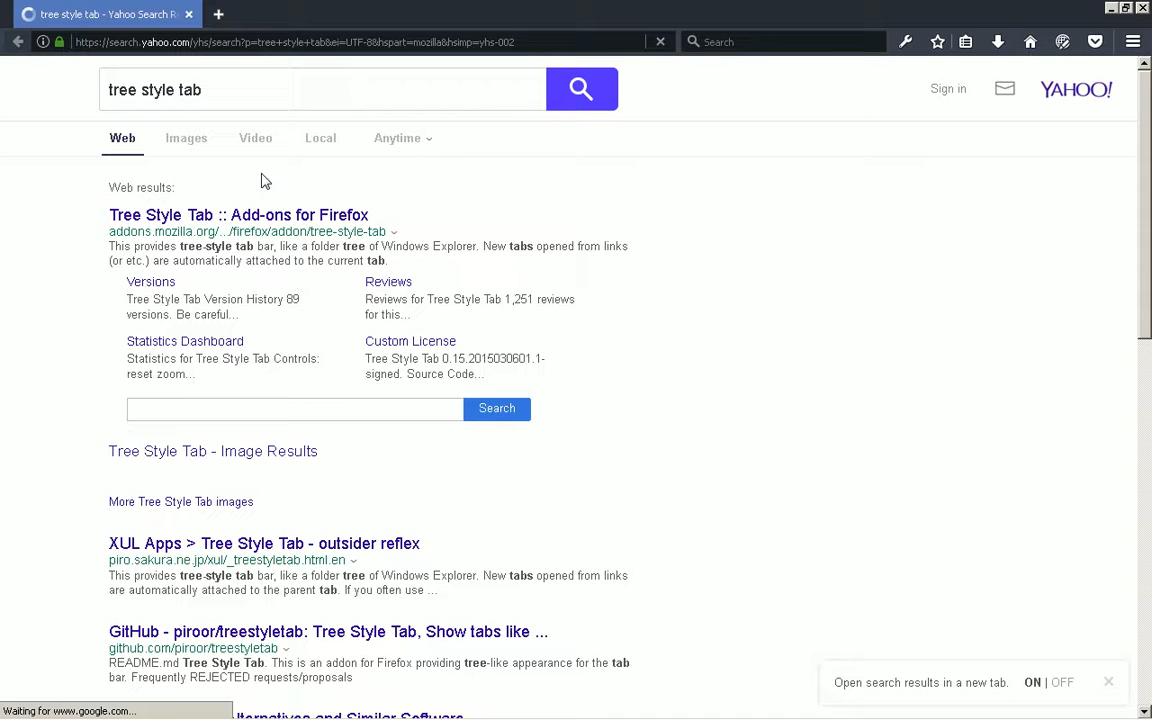 tree style tab - Yahoo Search R
https://search.yahoo.com/yhs/search?p=tree+style+tab&ei=UTF-8&hspart=mozilla&hsimp=yhs-002
Search
tree style tab
Sign in
YAHOO!
Web
Images
Video
Local
Anytime
Web results:
Tree Style Tab :: Add-ons for Firefox
addons.mozilla.org/.../firefox/addon/tree-style-tab
This provides tree-style tab bar, like a folder tree of Windows Explorer. New tabs opened from links
(or etc.) are automatically attached to the current tab.
Versions
Tree Style Tab Version History 89
versions. Be careful...
Reviews
Reviews for Tree Style Tab 1,251 reviews
for this...
Statistics Dashboard
Statistics for Tree Style Tab Controls:
reset zoom...
Custom License
Tree Style Tab 0.15.2015030601.1-
signed. Source Code...
Search
Tree Style Tab - Image Results
More Tree Style Tab images
XUL Apps > Tree Style Tab - outsider reflex
piro.sakura.ne.jp/xul/_treestyletab.html.en
This provides tree-style tab bar, like a folder tree of Windows Explorer. New tabs opened from links
are automatically attached to the parent tab. If you often use ...
GitHub - piroor/treestyletab: Tree Style Tab, Show tabs like ...
github.com/piroor/treestyletab
README.md Tree Style Tab. This is an addon for Firefox providing tree-like appearance for the tab
bar. Frequently REJECTED requests/proposals
Open search results in a new tab. ON | OFF
Waiting for www.google.com...
lternatives and Similar Software